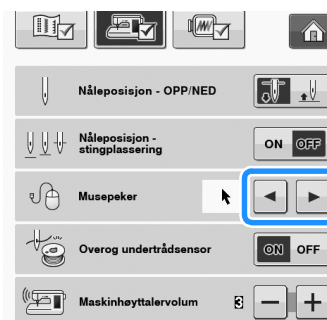 Nåleposisjon - OPP/NED
Nåleposisjon -
stingplassering
ON OFF
Musepeker
Overog undertrådsensor
ON OFF
Maskinhøyttalervolum
3